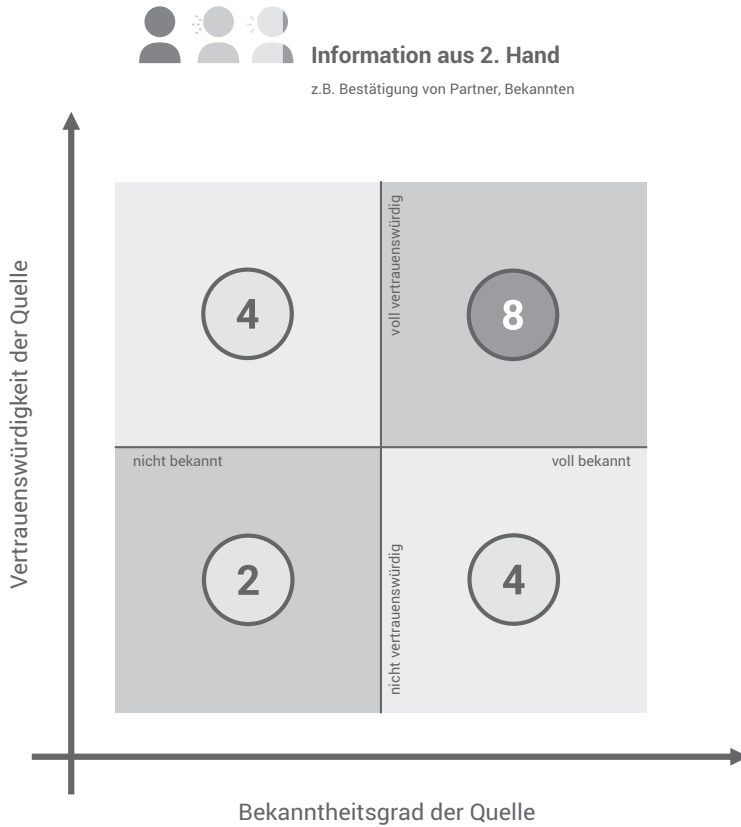 Information aus 2. Hand
z.B. Bestätigung von Partner, Bekannten
Vertrauenswürdigkeit der Quelle
4
voll vertrauenswürdig
8
nicht bekannt
voll bekannt
2
nicht vertrauenswürdig
4
Bekanntheitsgrad der Quelle